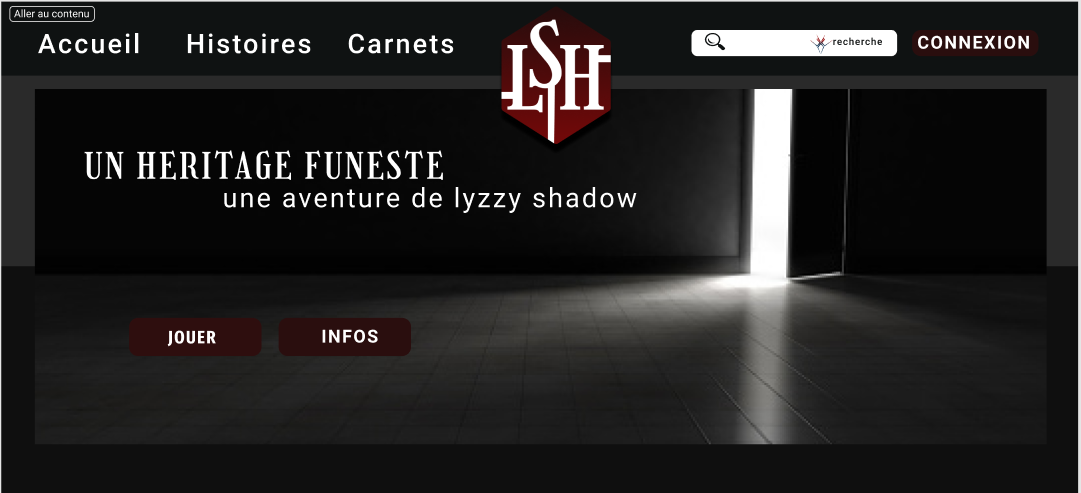 Aller au contenu
Accueil Histoires Carnets
LSH
recherche
CONNEXION
UN HERITAGE FUNESTE
une aventure de lyzzy shadow
JOUER INFOS